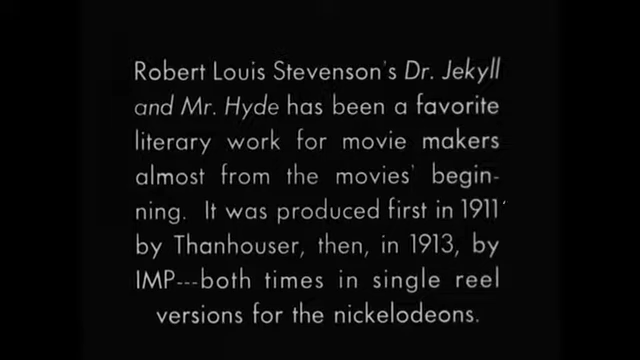 Robert Louis Stevenson's Dr. Jekyll
and Mr. Hyde has been a favorite
literary work for movie makers
almost from the movies' begin-
ning. It was produced first in 1911
by Thanhouser, then, in 1913, by
IMP---both times in single reel
versions for the nickelodeons.